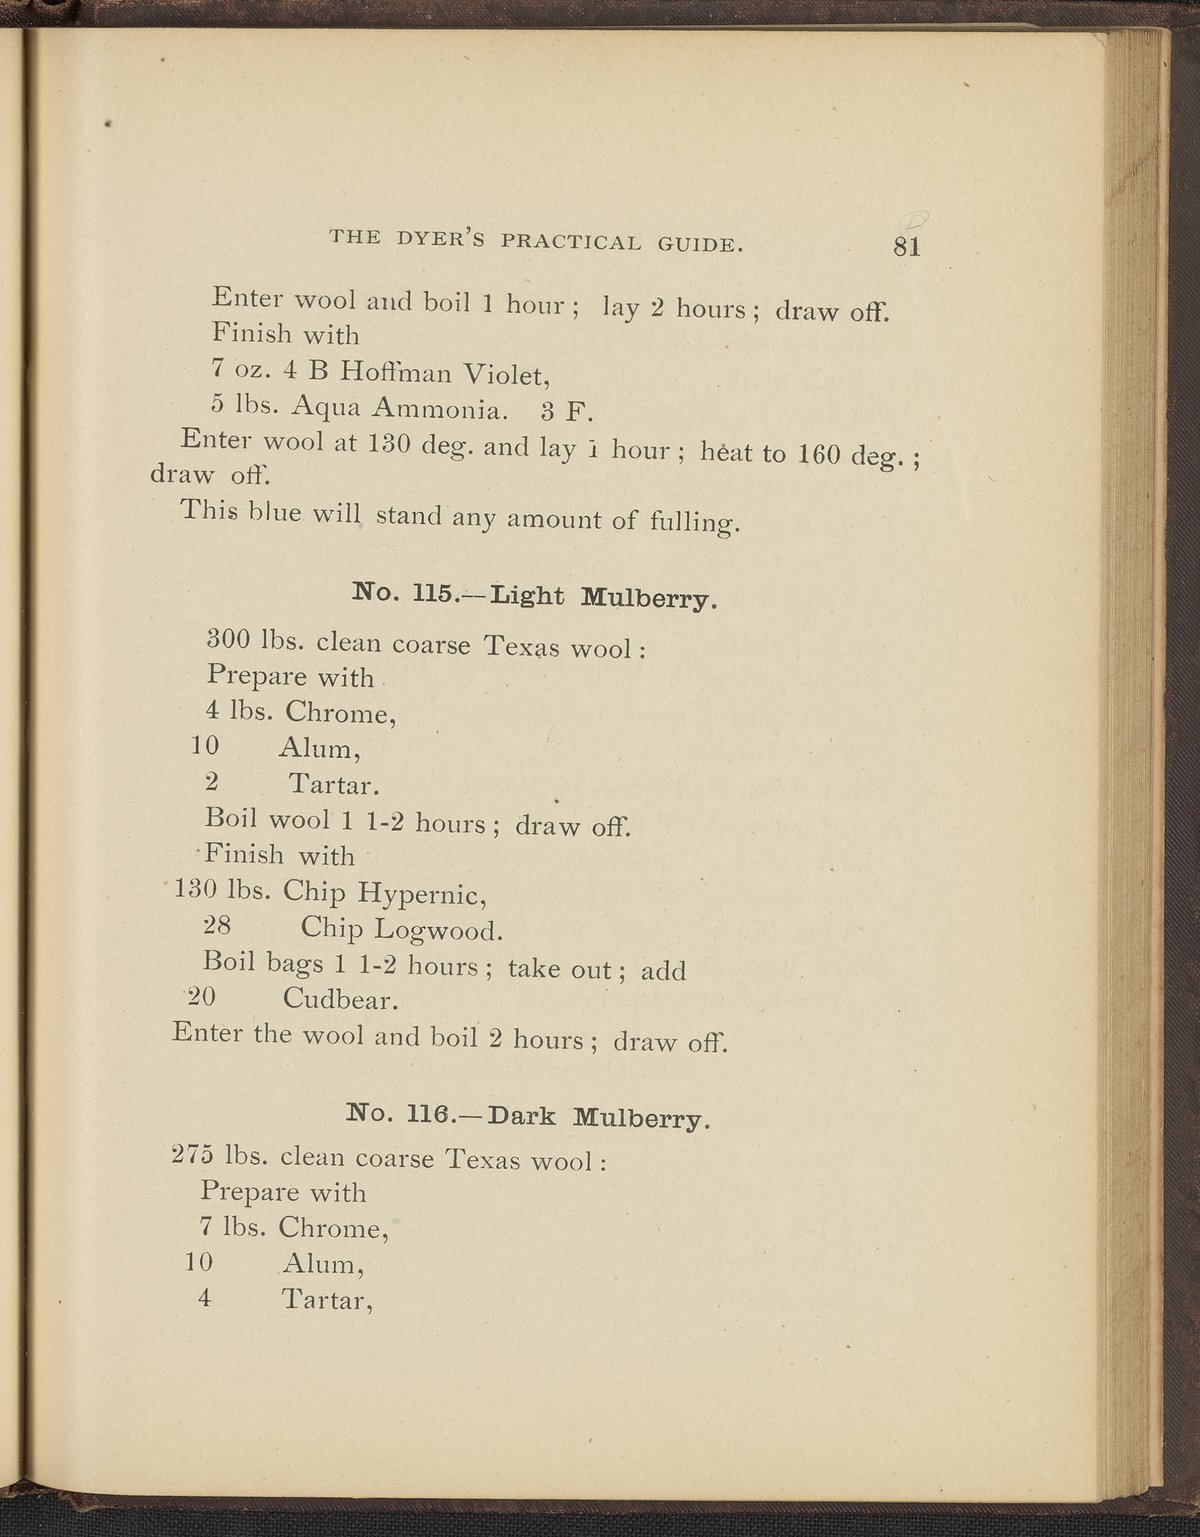 THE DYER'S PRACTICAL GUIDE. 81
Enter wool and boil 1 hour ; lay 2 hours ; draw off.
Finish with
7 oz. 4 B Hoffman Violet,
5 lbs. Aqua Ammonia. 3 F.
Enter wool at 130 deg. and lay 1 hour ; heat to 160 deg. ;
draw off.
This blue will stand any amount of fulling.
No. 115.—Light Mulberry.
300 lbs. clean coarse Texas wool :
Prepare with
4 lbs. Chrome,
10 Alum,
2 Tartar.
Boil wool 1 1-2 hours ; draw off.
Finish with
130 lbs. Chip Hypernic,
28 Chip Logwood.
Boil bags 1 1-2 hours ; take out ; add
20 Cudbear.
Enter the wool and boil 2 hours ; draw off.
No. 116.—Dark Mulberry.
275 lbs. clean coarse Texas wool :
Prepare with
7 lbs. Chrome,
10 Alum,
4 Tartar,